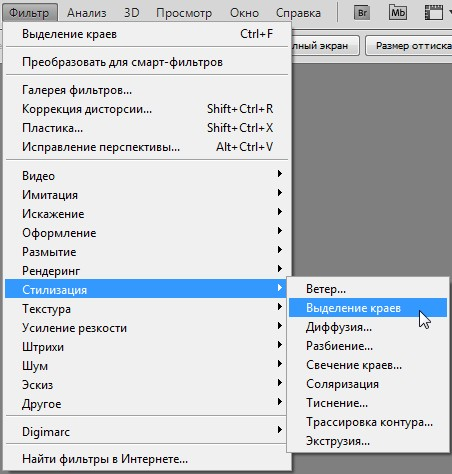 Фильтр Анализ 3D Просмотр Окно Справка Br Mb
лный экран Размер оттиска
Выделение краев Ctrl+F
Преобразовать для смарт-фильтров
Галерея фильтров...
Коррекция дисторсии... Shift+Ctrl+R
Пластика... Shift+Ctrl+X
Исправление перспективы... Alt+Ctrl+V
Видео
Имитация
Искажение
Оформление
Размытие
Рендеринг
Стилизация
Текстура
Усиление резкости
Штрихи
Шум
Эскиз
Другое
Digimarc
Найти фильтры в Интернете...
Ветер...
Выделение краев
Диффузия...
Разбиение...
Свечение краев...
Соляризация
Тиснение...
Трассировка контура...
Экструзия...